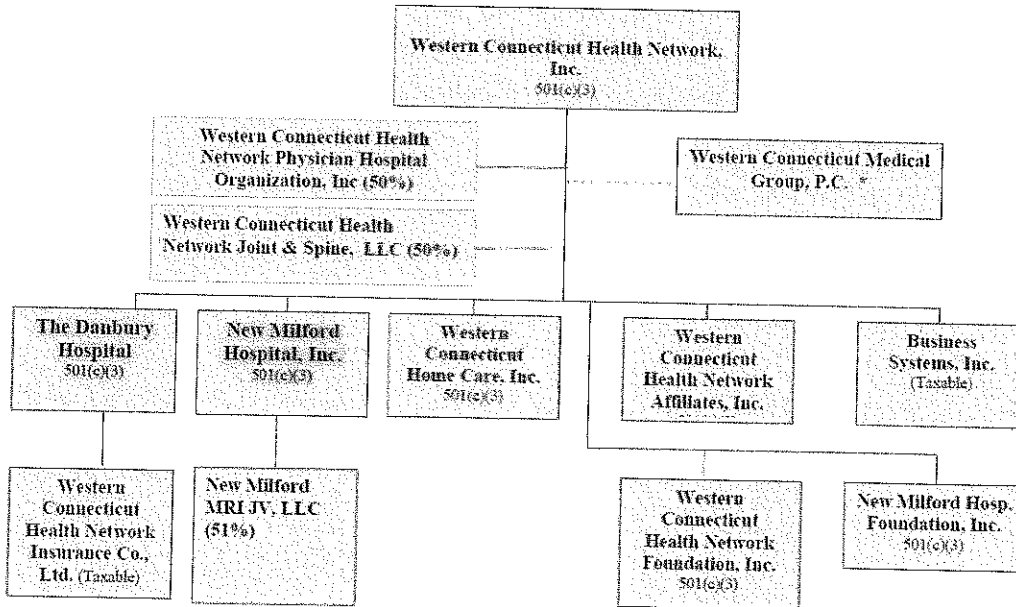 Western Connecticut Health Network,
Inc.
501(c)(3)
Western Connecticut Health
Network Physician Hospital
Organization, Inc (50%)
Western Connecticut Medical
Group, P.C. *
Western Connecticut Health
Network Joint & Spine, LLC (50%)
The Danbury
Hospital
501(c)(3)
New Milford
Hospital, Inc.
501(c)(3)
Western
Connecticut
Home Care, Inc.
501(c)(3)
Western
Connecticut
Health Network
Affiliates, Inc.
Business
Systems, Inc.
(Taxable)
Western
Connecticut
Health Network
Insurance Co.,
Ltd. (Taxable)
New Milford
MRI JV, LLC
(51%)
Western
Connecticut
Health Network
Foundation, Inc.
501(c)(3)
New Milford Hosp.
Foundation, Inc.
501(c)(3)